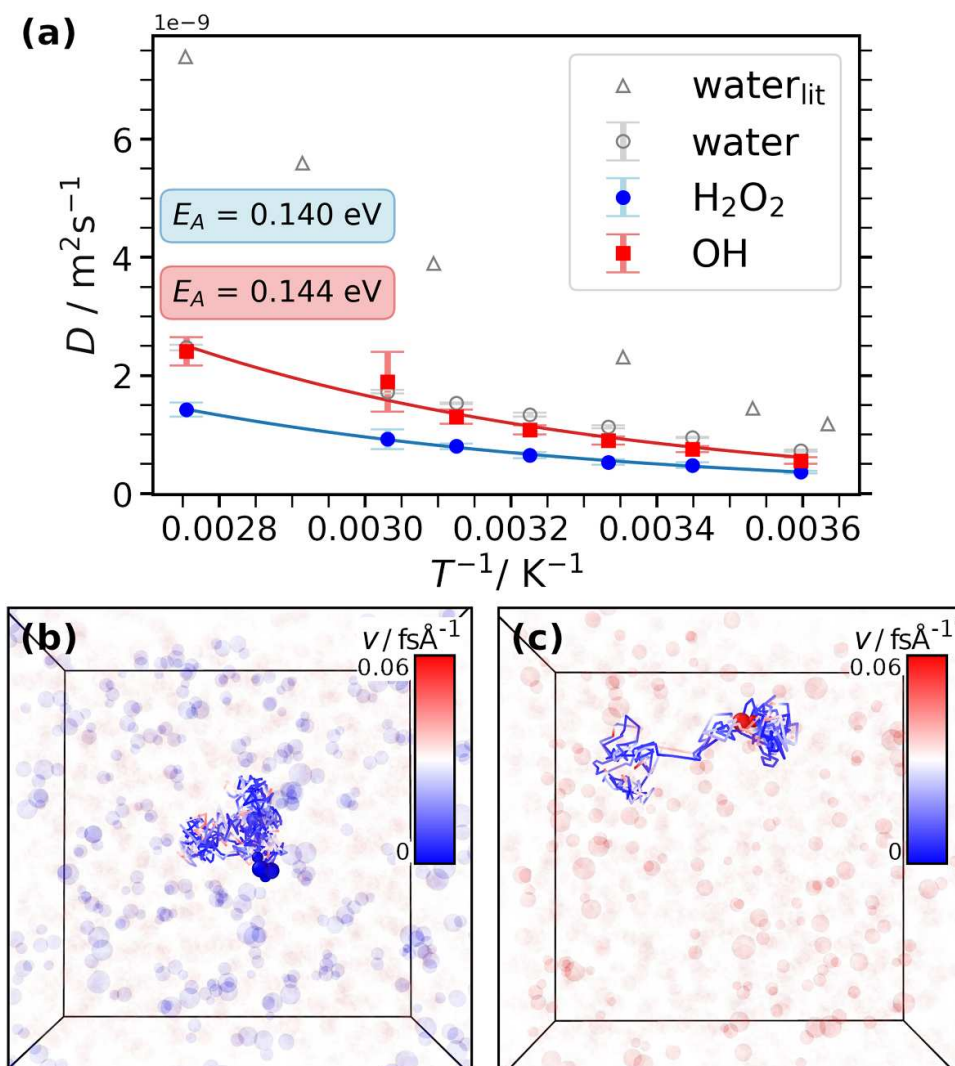 (a)
1e−9
6
4
2
0
D / m²s⁻¹
water_lit
water
H₂O₂
OH
E_A = 0.140 eV
E_A = 0.144 eV
0.0028 0.0030 0.0032 0.0034 0.0036
T⁻¹/ K⁻¹
(b)
v / fsÅ⁻¹
0.06
0
(c)
v / fsÅ⁻¹
0.06
0